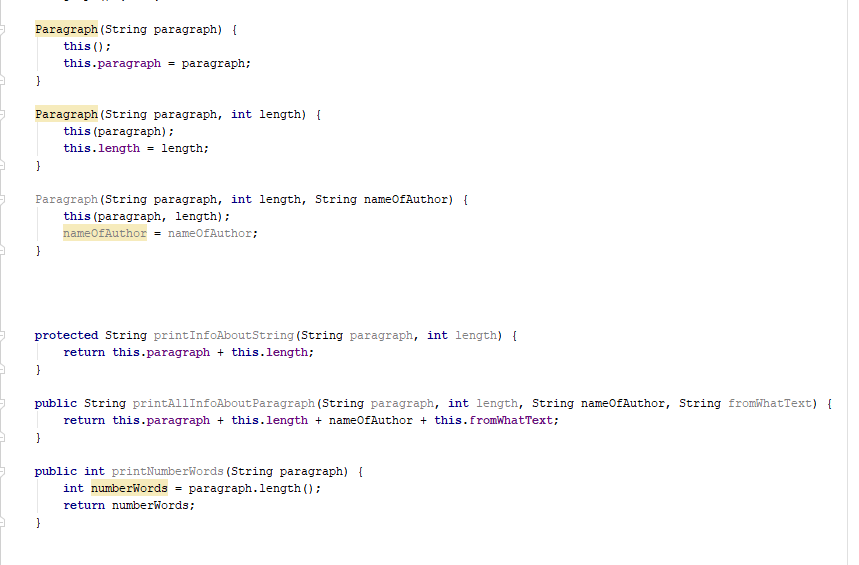 Paragraph(String paragraph) {
this();
this.paragraph = paragraph;
}
Paragraph(String paragraph, int length) {
this(paragraph);
this.length = length;
}
Paragraph(String paragraph, int length, String nameOfAuthor) {
this(paragraph, length);
nameOfAuthor = nameOfAuthor;
}
protected String printInfoAboutString(String paragraph, int length) {
return this.paragraph + this.length;
}
public String printAllInfoAboutParagraph(String paragraph, int length, String nameOfAuthor, String fromWhatText) {
return this.paragraph + this.length + nameOfAuthor + this.fromWhatText;
}
public int printNumberWords(String paragraph) {
int numberWords = paragraph.length();
return numberWords;
}